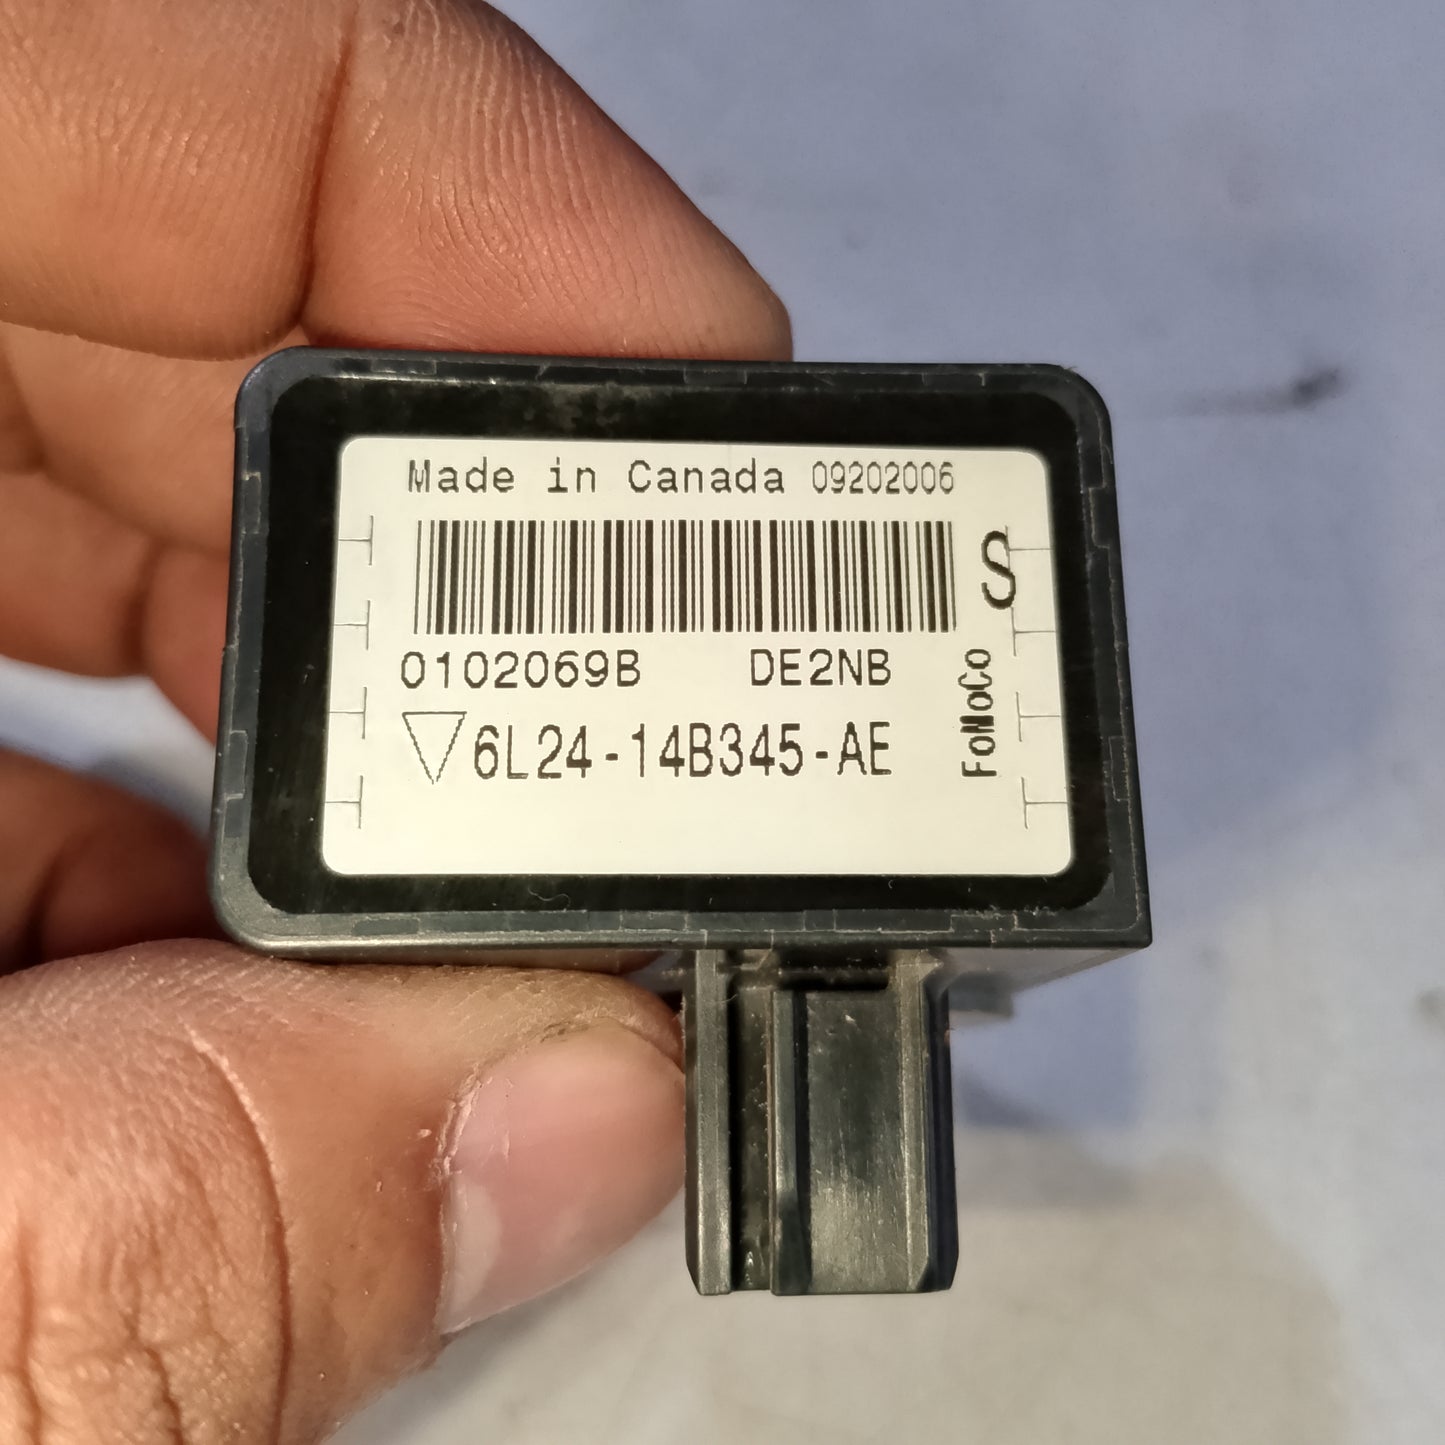 Made in Canada 09202006
S
0102069B DE2NB
6L24-14B345-AE
FoMoCo